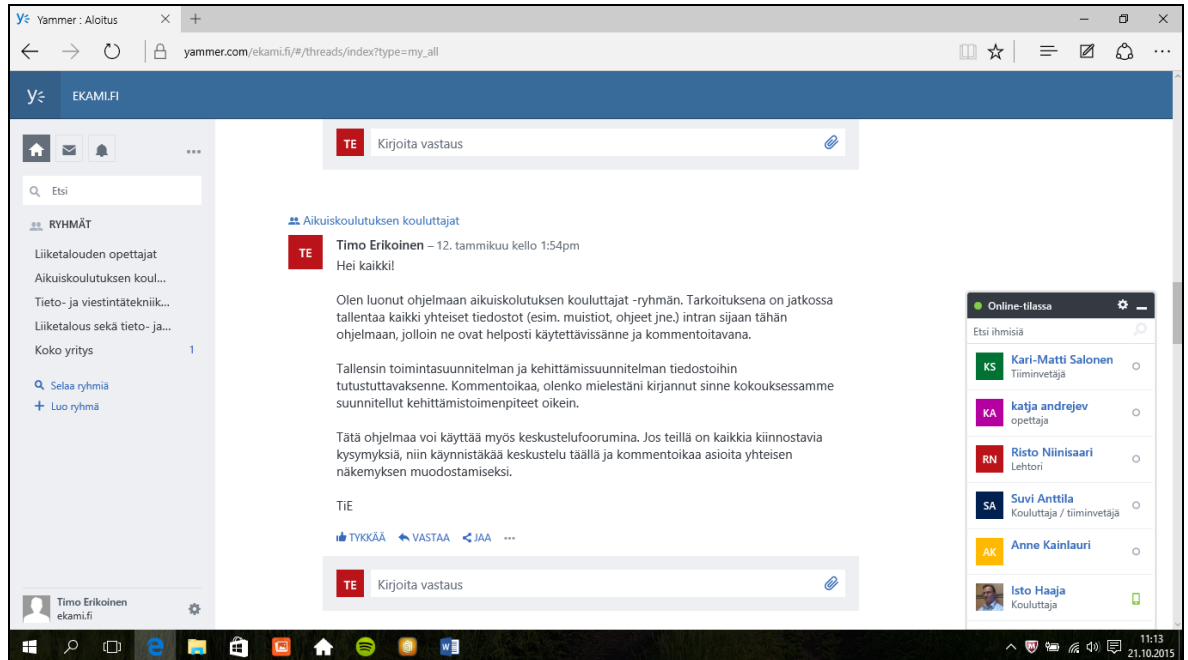 Yammer : Aloitus
yammer.com/ekami.fi/#/threads/index?type=my_all
EKAMI.FI
Etsi
RYHMÄT
Liiketalouden opettajat
Aikuiskoulutuksen koul...
Tieto- ja viestintätekniik...
Liiketalous sekä tieto- ja...
Koko yritys 1
Selaa ryhmiä
Luo ryhmä
Timo Erikoinen
ekami.fi
TE Kirjoita vastaus
Aikuiskoulutuksen kouluttajat
TE
Timo Erikoinen – 12. tammikuu kello 1:54pm
Hei kaikki!
Olen luonut ohjelmaan aikuiskolutuksen kouluttajat -ryhmän. Tarkoituksena on jatkossa
tallentaa kaikki yhteiset tiedostot (esim. muistiot, ohjeet jne.) intran sijaan tähän
ohjelmaan, jolloin ne ovat helposti käytettävissänne ja kommentoitavana.
Tallensin toimintasuunnitelman ja kehittämissuunnitelman tiedostoihin
tutustuttavaksenne. Kommentoikaa, olenko mielestäni kirjannut sinne kokouksessamme
suunnitellut kehittämistoimenpiteet oikein.
Tätä ohjelmaa voi käyttää myös keskustelufoorumina. Jos teillä on kaikkia kiinnostavia
kysymyksiä, niin käynnistäkää keskustelu täällä ja kommentoikaa asioita yhteisen
näkemyksen muodostamiseksi.
TiE
TYKKÄÄ VASTAA JAA
TE Kirjoita vastaus
Online-tilassa
Etsi ihmisiä
KS Kari-Matti Salonen
Tiiminvetäjä
KA katja andrejev
opettaja
RN Risto Niinisaari
Lehtori
SA Suvi Anttila
Kouluttaja / tiiminvetäjä
AK Anne Kainlauri
Isto Haaja
Kouluttaja
11:13
21.10.2015